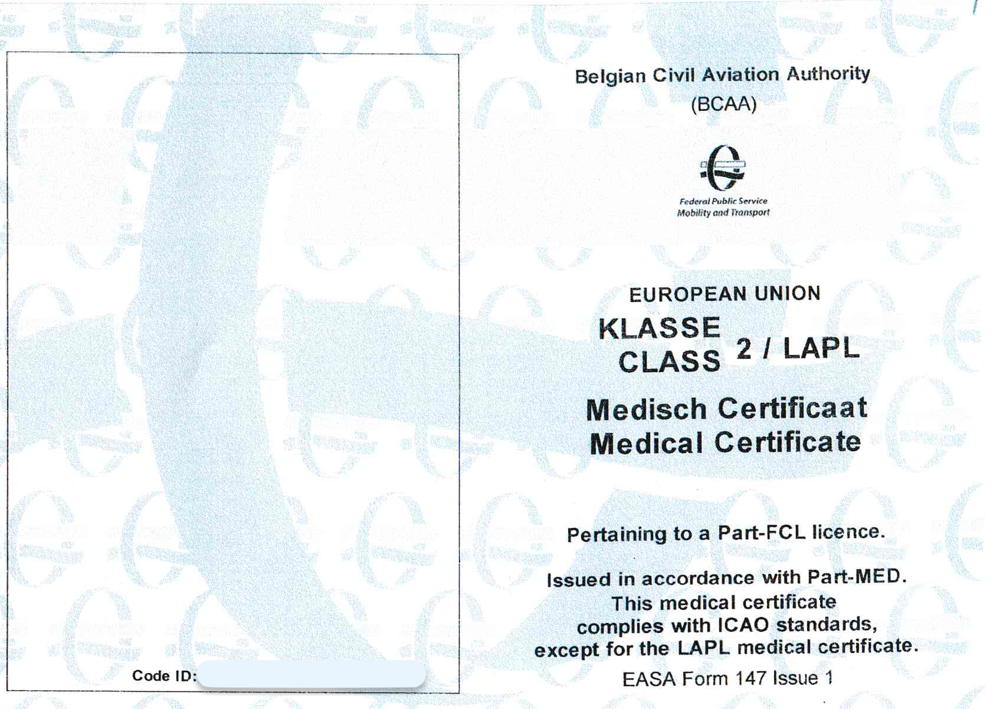 Belgian Civil Aviation Authority
(BCAA)
Federal Public Service
Mobility and Transport
EUROPEAN UNION
KLASSE
CLASS 2 / LAPL
Medisch Certificaat
Medical Certificate
Pertaining to a Part-FCL licence.
Issued in accordance with Part-MED.
This medical certificate
complies with ICAO standards,
except for the LAPL medical certificate.
EASA Form 147 Issue 1
Code ID: